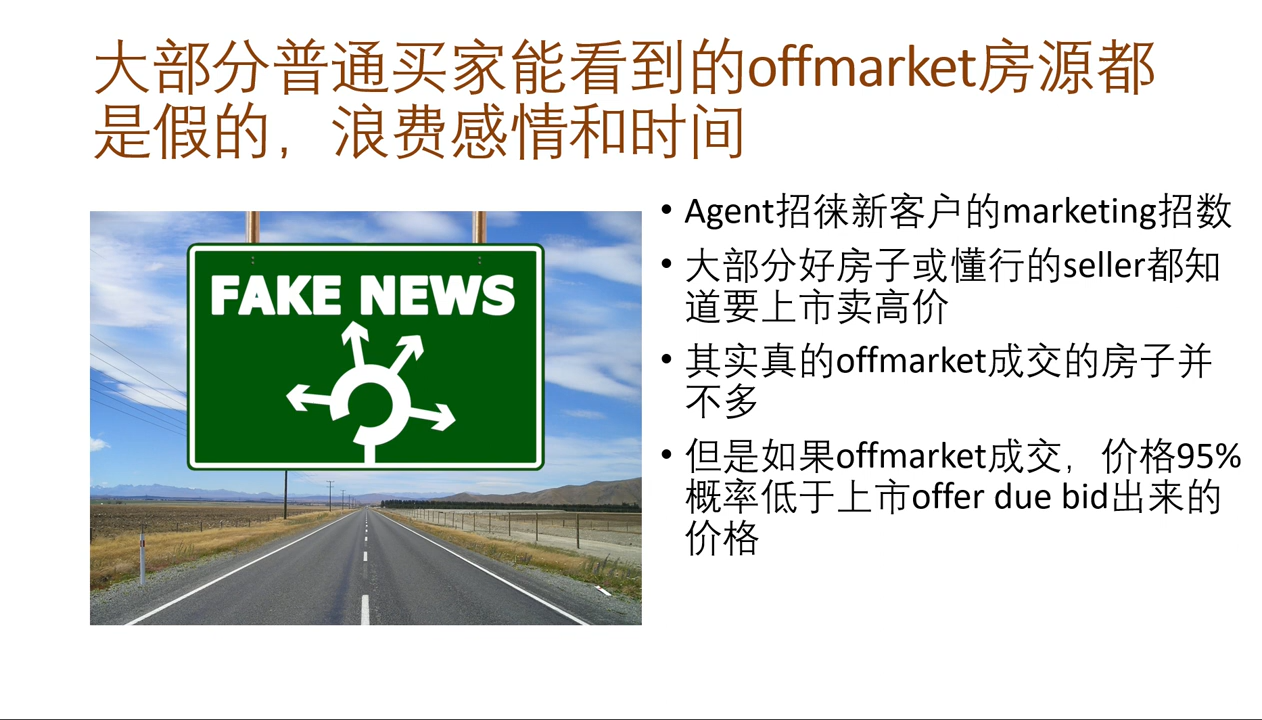 大部分普通买家能看到的offmarket房源都
是假的，浪费感情和时间
FAKE NEWS
• Agent招徕新客户的marketing招数
• 大部分好房子或懂行的seller都知
道要上市卖高价
• 其实真的offmarket成交的房子并
不多
• 但是如果offmarket成交，价格95%
概率低于上市offer due bid出来的
价格